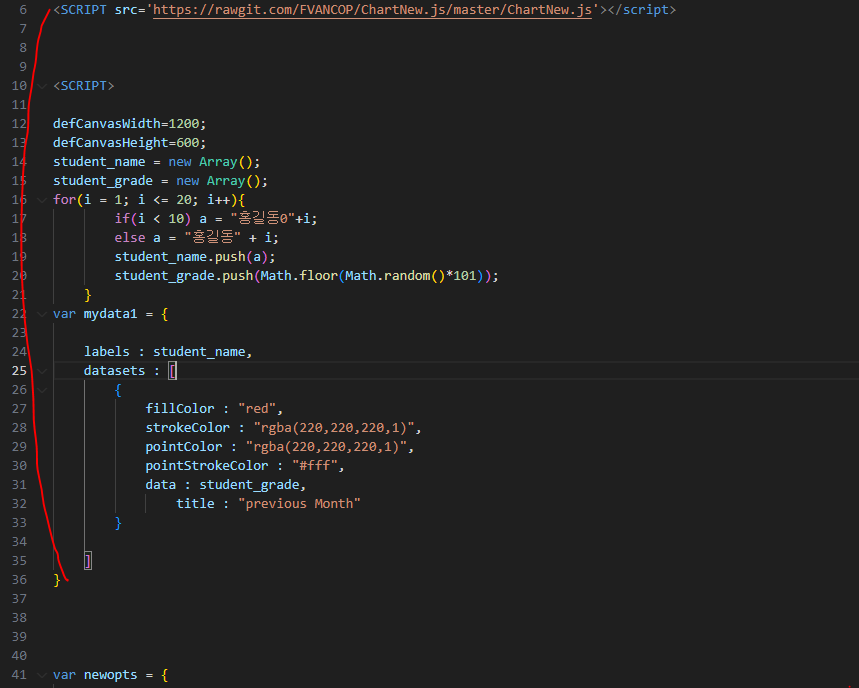 6 <SCRIPT src='https://rawgit.com/FVANCOP/ChartNew.js/master/ChartNew.js'></script>
7
8
9
10 <SCRIPT>
11
12 defCanvasWidth=1200;
13 defCanvasHeight=600;
14 student_name = new Array();
15 student_grade = new Array();
16 for(i = 1; i <= 20; i++){
17 if(i < 10) a = "홍길동0"+i;
18 else a = "홍길동" + i;
19 student_name.push(a);
20 student_grade.push(Math.floor(Math.random()*101));
21 }
22 var mydata1 = {
23
24 labels : student_name,
25 datasets : [
26 {
27 fillColor : "red",
28 strokeColor : "rgba(220,220,220,1)",
29 pointColor : "rgba(220,220,220,1)",
30 pointStrokeColor : "#fff",
31 data : student_grade,
32 title : "previous Month"
33 }
34
35 ]
36 }
37
38
39
40
41 var newopts = {